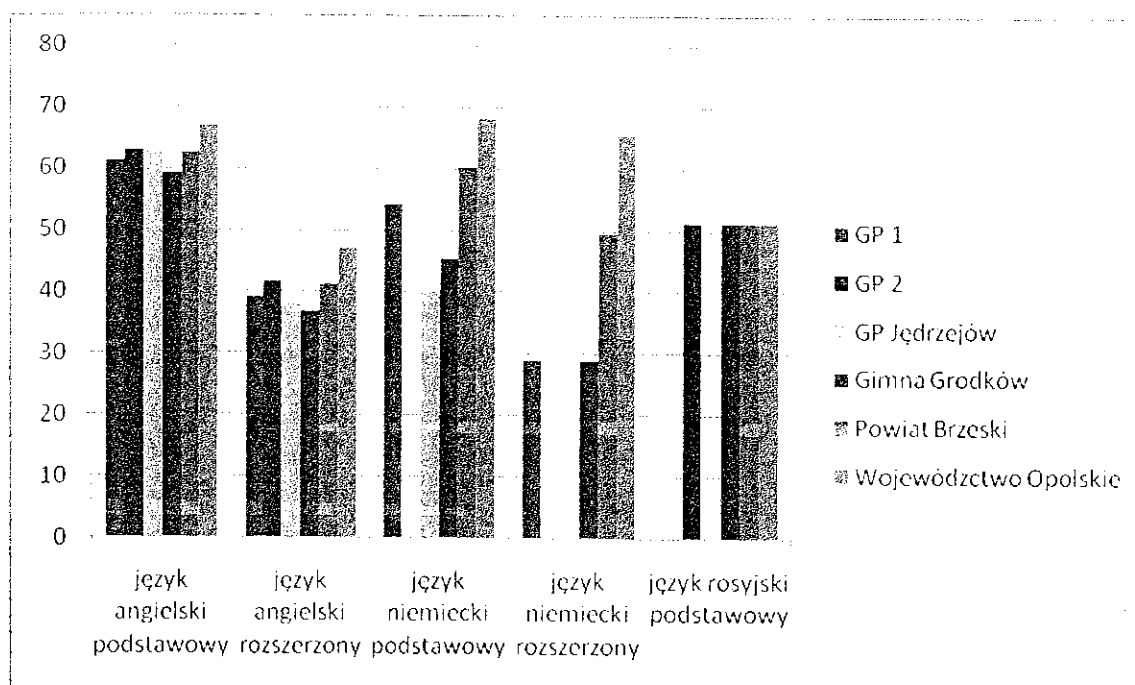 80
70
60
50
40
30
20
10
0
język angielski podstawowy
język angielski rozszerzony
język niemiecki podstawowy
język niemiecki rozszerzony
język rosyjski podstawowy
GP 1
GP 2
GP Jędrzejów
Gimna Grodków
Powiat Brzeski
Województwo Opolskie